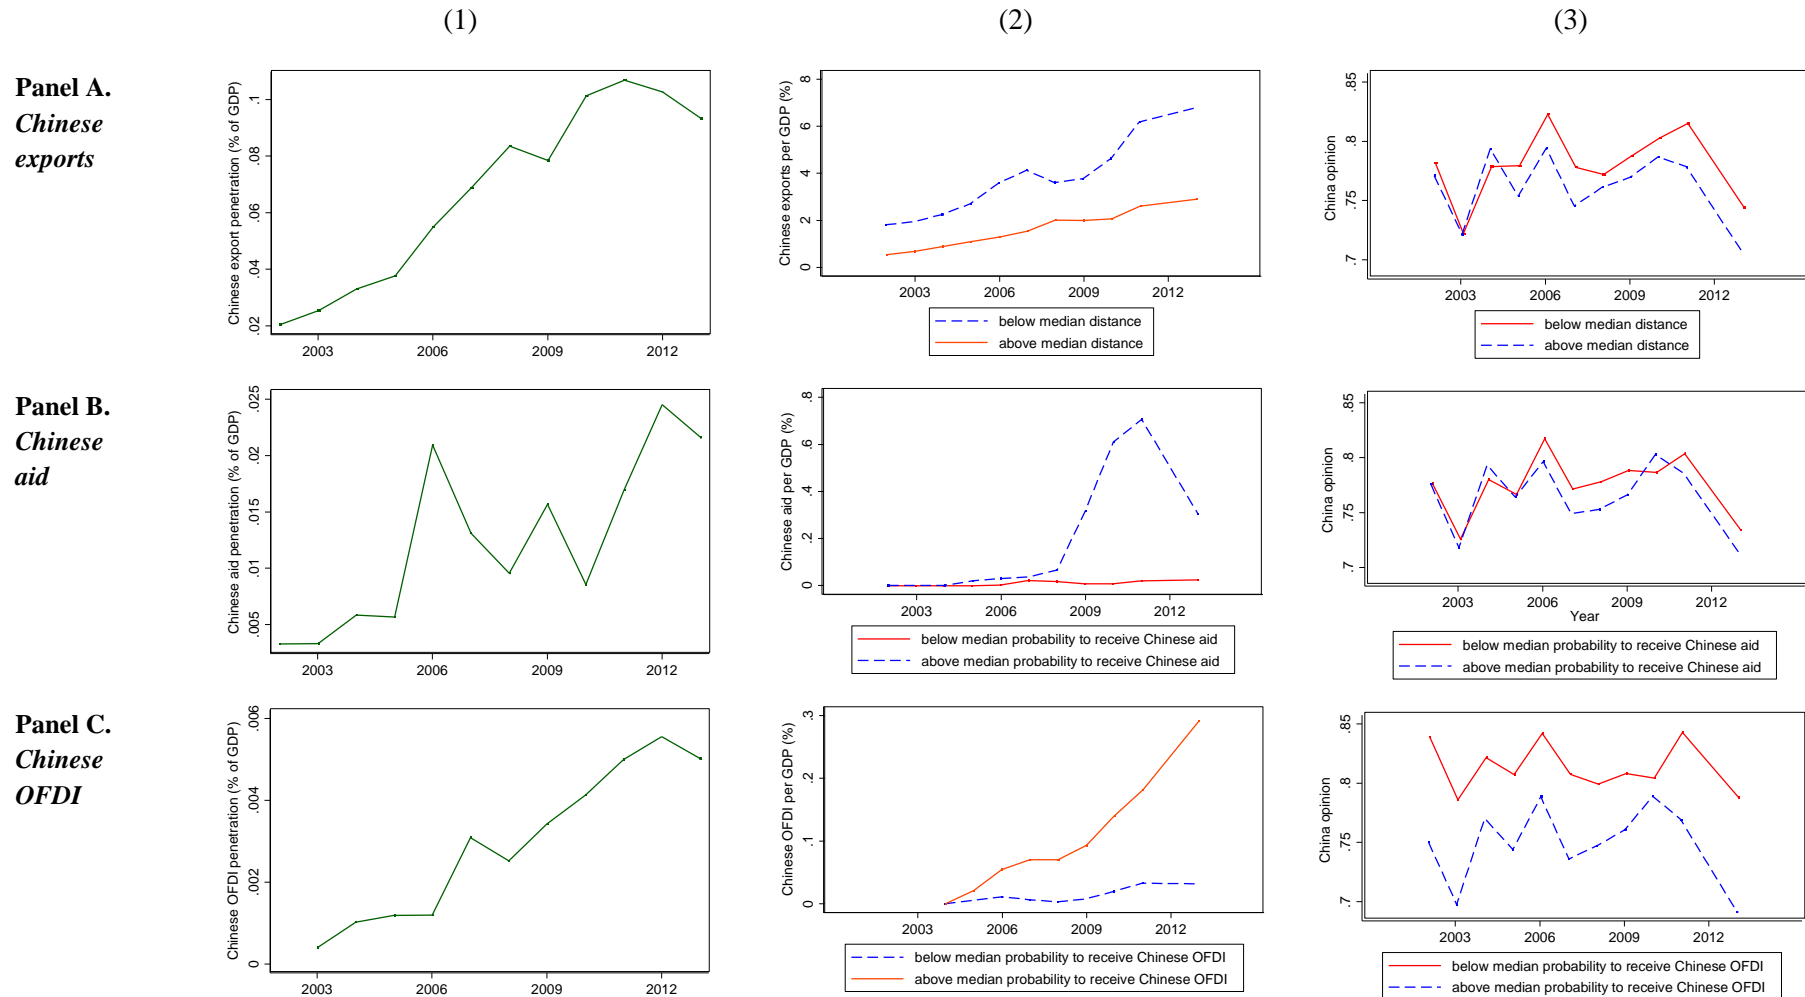 (1)
(2)
(3)
Panel A.
Chinese
exports
Chinese export penetration (% of GDP)
.1
.08
.06
.04
.02
2003
2006
2009
2012
Chinese exports per GDP (%)
8
6
4
2
0
2003
2006
2009
2012
below median distance
above median distance
China opinion
.85
.8
.75
.7
2003
2006
2009
2012
below median distance
above median distance
Panel B.
Chinese
aid
Chinese aid penetration (% of GDP)
.025
.02
.015
.01
.005
2003
2006
2009
2012
Chinese aid per GDP (%)
.8
.6
.4
.2
0
2003
2006
2009
2012
below median probability to receive Chinese aid
above median probability to receive Chinese aid
China opinion
.85
.8
.75
.7
2003
2006
2009
2012
Year
below median probability to receive Chinese aid
above median probability to receive Chinese aid
Panel C.
Chinese
OFDI
Chinese OFDI penetration (% of GDP)
.006
.004
.002
0
2003
2006
2009
2012
Chinese OFDI per GDP (%)
.3
.2
.1
0
2003
2006
2009
2012
below median probability to receive Chinese OFDI
above median probability to receive Chinese OFDI
China opinion
.85
.8
.75
.7
2003
2006
2009
2012
below median probability to receive Chinese OFDI
above median probability to receive Chinese OFDI